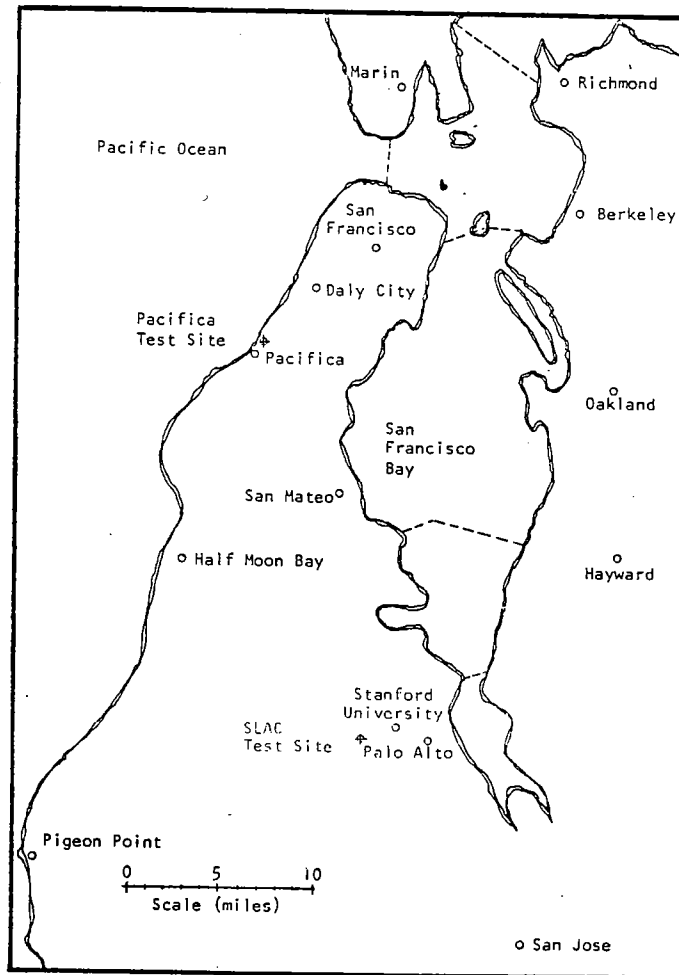 Marin
Richmond
Pacific Ocean
San
Francisco
Berkeley
Daly City
Pacifica
Test Site
Pacifica
Oakland
San
Francisco
Bay
San Mateo
Half Moon Bay
Hayward
Stanford
University
SLAC
Test Site
Palo Alto
Pigeon Point
0 5 10
Scale (miles)
San Jose